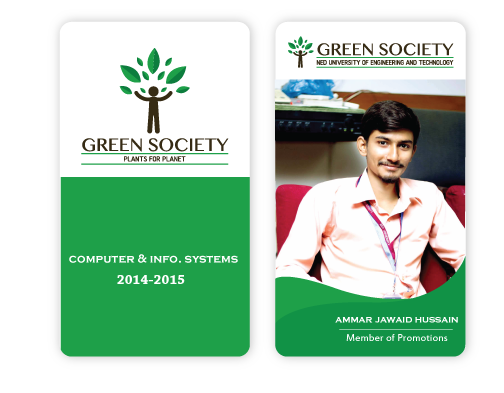 GREEN SOCIETY
PLANTS FOR PLANET
COMPUTER & INFO. SYSTEMS
2014-2015
GREEN SOCIETY
NED UNIVERSITY OF ENGINEERING AND TECHNOLOGY
AMMAR JAWAID HUSSAIN
Member of Promotions